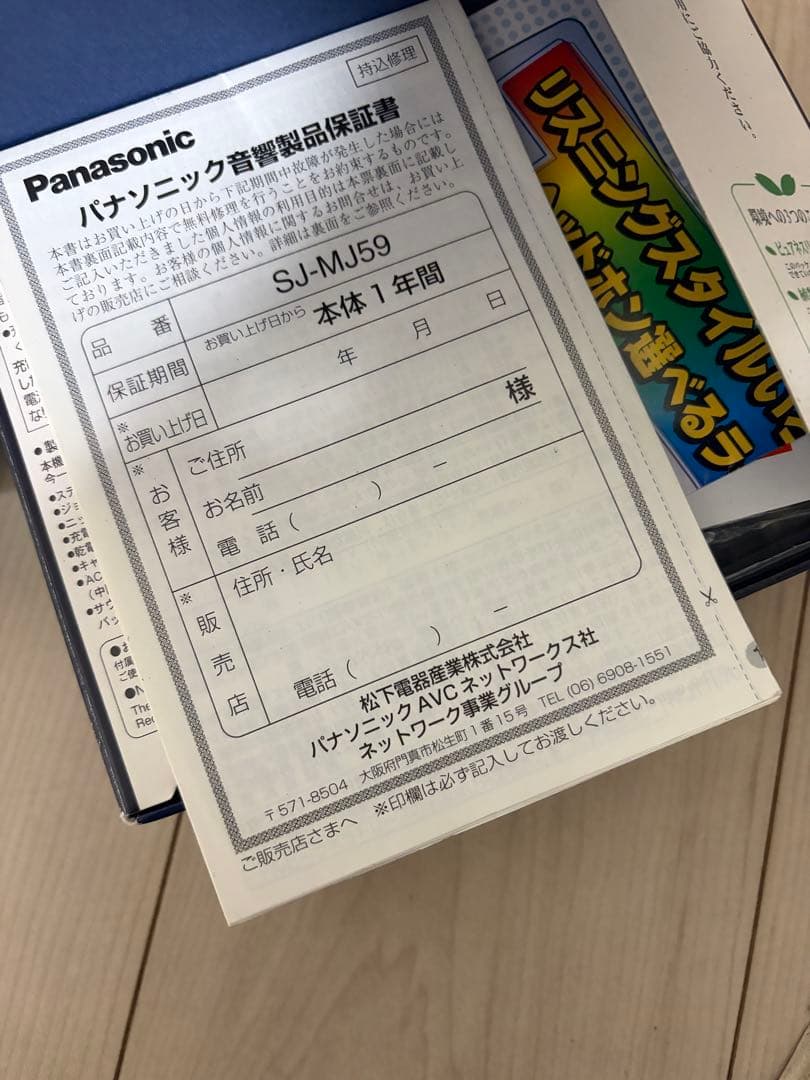 持込修理
Panasonic
パナソニック音響製品保証書
本書はお買い上げの日から下記期間中故障が発生した場合には
本書裏面記載内容で無料修理を行うことをお約束するものです。
ご記入いただきました個人情報の利用目的は本票裏面に記載し
ております。お客様の個人情報に関するお問合せは、お買い上
げの販売店にご相談ください。詳細は裏面をご参照ください。
品番 SJ-MJ59
保証期間 お買い上げ日から 本体1年間
※お買い上げ日 年 月 日
※お客様
ご住所
お名前 様
電話( ) －
※販売店
住所・氏名
電話( ) －
松下電器産業株式会社
パナソニックAVCネットワークス社
ネットワーク事業グループ
〒571-8504 大阪府門真市松生町1番15号 TEL (06) 6908-1551
ご販売店さまへ ※印欄は必ず記入してお渡しください。
リスニングスタイルい
ヘッドホン選べるラ
環境への3つの